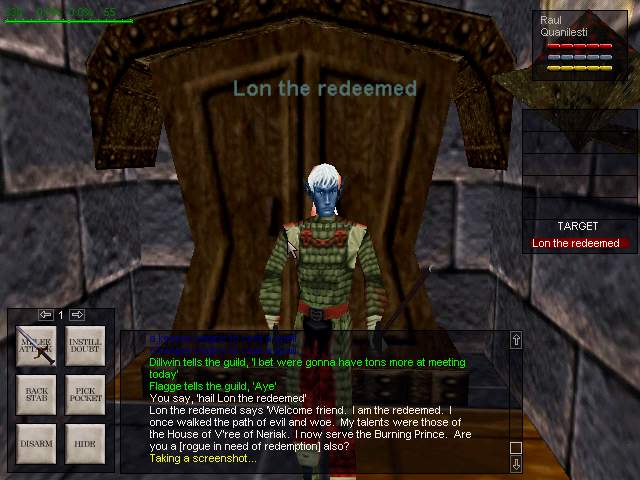 Raul
Quanilesti
Lon the redeemed
TARGET
Lon the redeemed
1
MELEE ATTACK
INSTILL DOUBT
BACK STAB
PICK POCKET
DISARM
HIDE
Dillwin tells the guild, 'I bet were gonna have tons more at meeting
today'
Flagge tells the guild, 'Aye'
You say, 'hail Lon the redeemed'
Lon the redeemed says 'Welcome friend.  I am the redeemed.  I
once walked the path of evil and woe.  My talents were those of
the House of V'ree of Neriak.  I now serve the Burning Prince.  Are
you a [rogue in need of redemption] also?
Taking a screenshot...